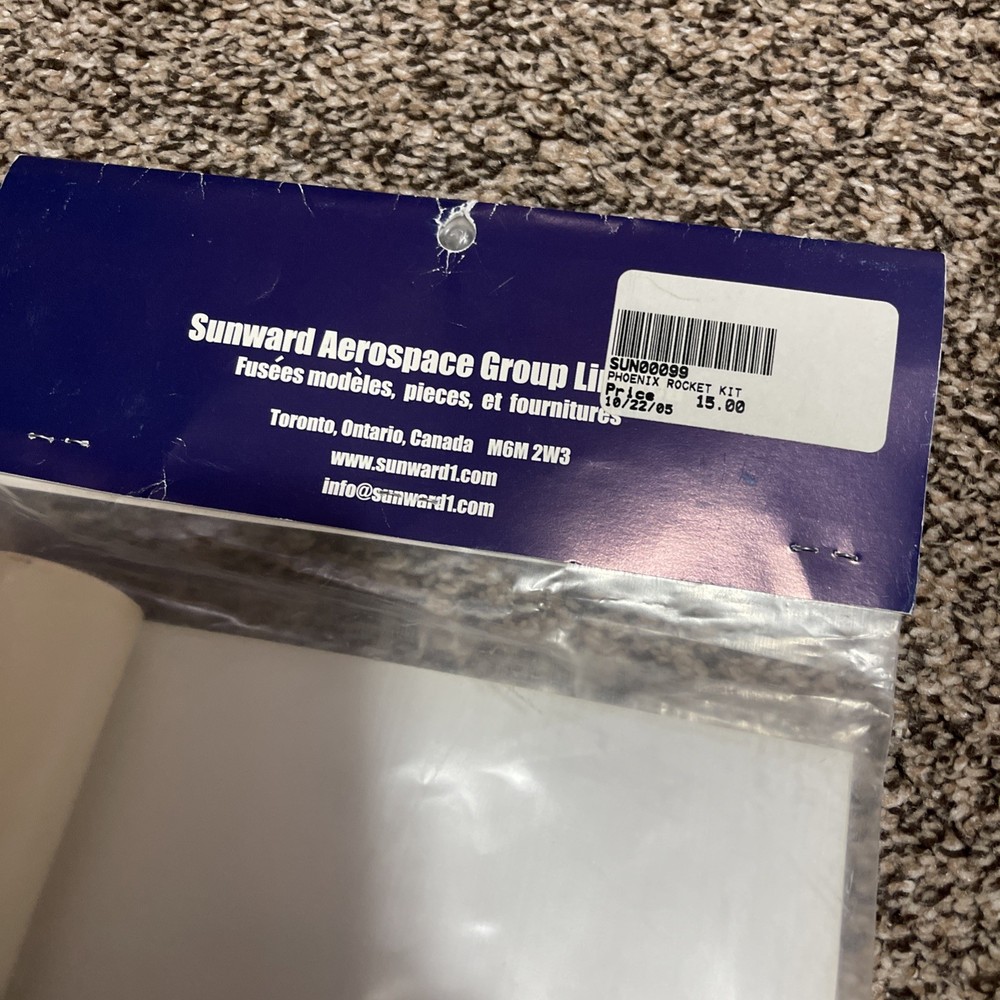 Sunward Aerospace Group Li
Fusées modèles, pieces, et fournitures
Toronto, Ontario, Canada M6M 2W3
www.sunward1.com
info@sunward1.com
SUN00099
PHOENIX ROCKET KIT
Price 15.00
10/22/05